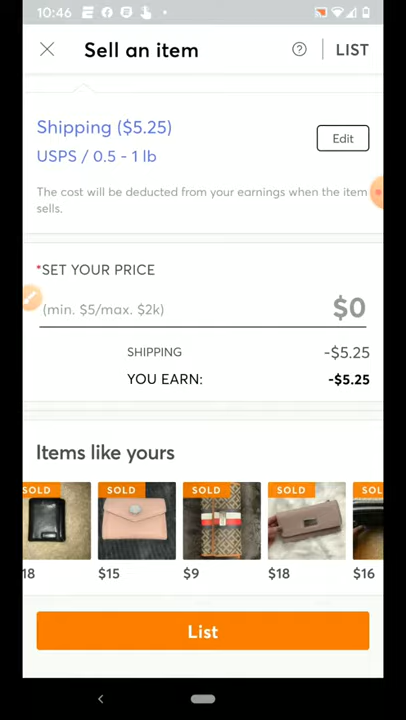 10:46
Sell an item
LIST
Shipping ($5.25)
USPS / 0.5 - 1 lb
Edit
The cost will be deducted from your earnings when the item
sells.
*SET YOUR PRICE
(min. $5/max. $2k)
$0
SHIPPING
-$5.25
YOU EARN:
-$5.25
Items like yours
SOLD
SOLD
SOLD
SOLD
SOL
18
$15
$9
$18
$16
List